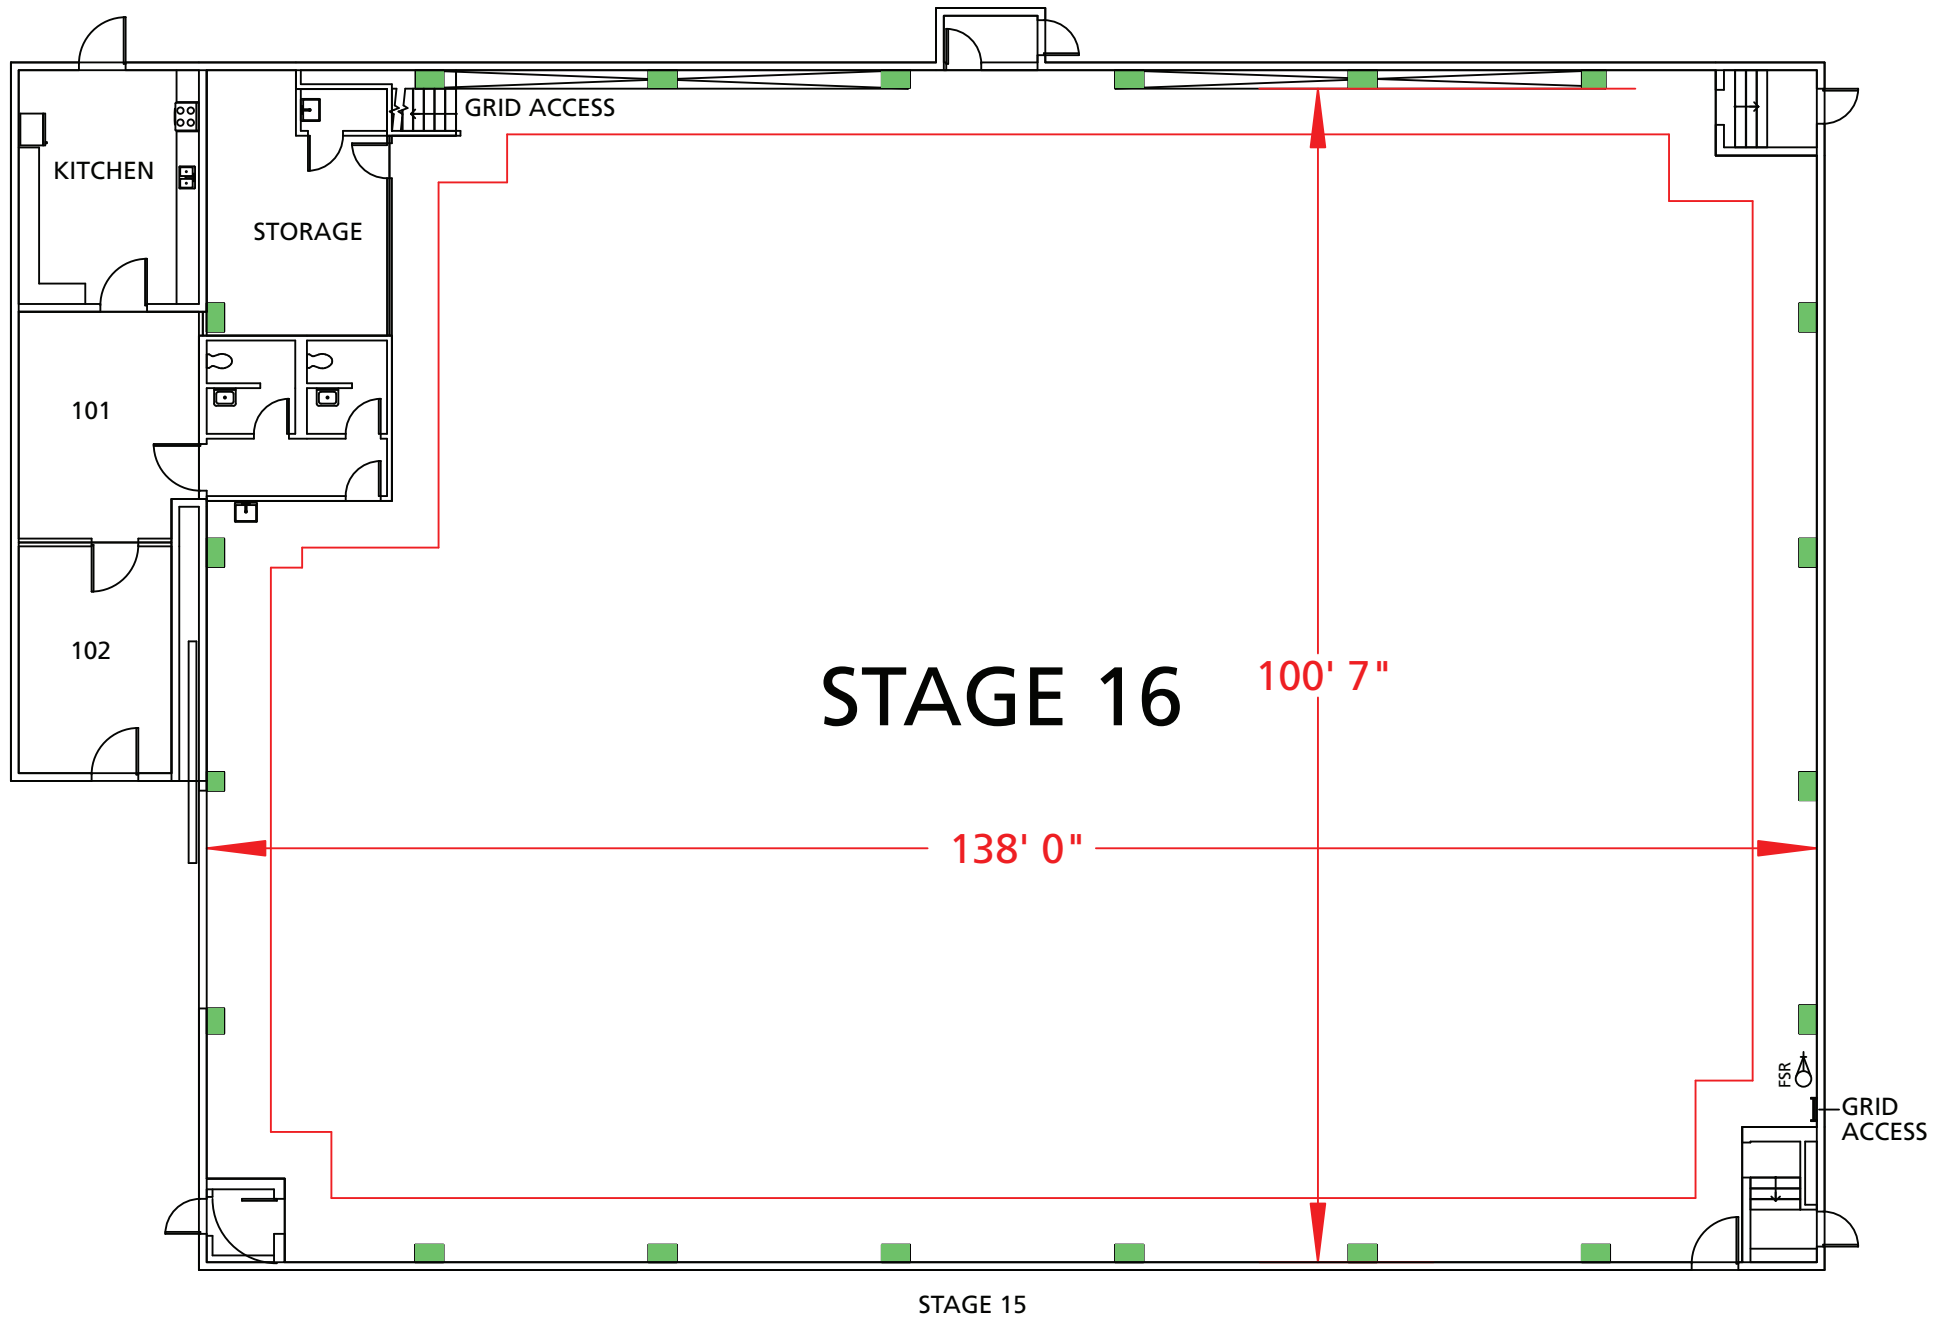 GRID ACCESS
KITCHEN
STORAGE
101
102
STAGE 16
100' 7"
138' 0"
FSR
GRID
ACCESS
STAGE 15